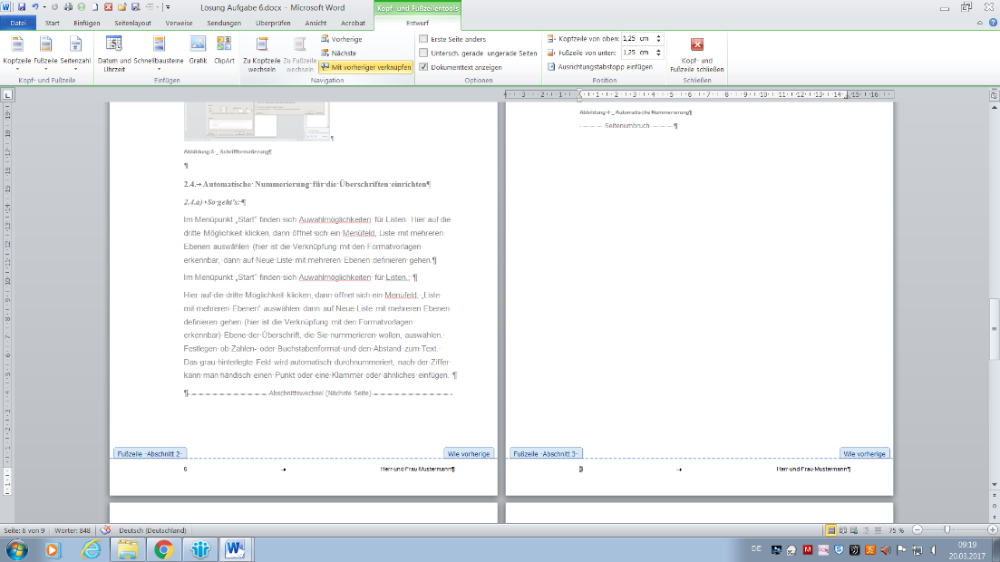 Lösung Aufgabe 6.docx - Microsoft Word
Kopf- und Fußzeilentools
Datei Start Einfügen Seitenlayout Verweise Sendungen Überprüfen Ansicht Acrobat Entwurf
Kopfzeile Fußzeile Seitenzahl
Kopf- und Fußzeile
Datum und Uhrzeit Schnellbausteine Grafik ClipArt
Einfügen
Zu Kopfzeile wechseln Zu Fußzeile wechseln
Vorherige
Nächste
Mit vorheriger verknüpfen
Navigation
Erste Seite anders
Untersch. gerade ungerade Seiten
Dokumenttext anzeigen
Optionen
Kopfzeile von oben: 1,25 cm
Fußzeile von unten: 1,25 cm
Ausrichtungstabstopp einfügen
Position
Kopf- und Fußzeile schließen
Schließen
Abbildung 3: Schriftformatierung¶
¶
2.4.→Automatische Nummerierung für die Überschriften einrichten¶
2.4.a)→So geht's:¶
Im Menüpunkt „Start" finden sich Auwahlmöglichkeiten für Listen. Hier auf die
dritte Möglichkeit klicken, dann öffnet sich ein Menüfeld, Liste mit mehreren
Ebenen auswählen (hier ist die Verknüpfung mit den Formatvorlagen
erkennbar, dann auf Neue Liste mit mehreren Ebenen definieren gehen.¶
Im Menüpunkt „Start" finden sich Auwahlmöglichkeiten für Listen.: ¶
Hier auf die dritte Möglichkeit klicken, dann öffnet sich ein Menüfeld. „Liste
mit mehreren Ebenen" auswählen dann auf Neue Liste mit mehreren Ebenen
definieren gehen (hier ist die Verknüpfung mit den Formatvorlagen
erkennbar) Ebene der Überschrift, die Sie nummerieren wollen, auswählen.
Festlegen ob Zahlen- oder Buchstabenformat und den Abstand zum Text.
Das grau hinterlegte Feld wird automatisch durchnummeriert, nach der Ziffer
kann man händisch einen Punkt oder eine Klammer oder ähnliches einfügen. ¶
¶Abschnittswechsel (Nächste Seite)
Fußzeile -Abschnitt 2- Wie vorherige
6 → Herr und Frau Mustermann¶
Abbildung 4: Automatische Nummerierung¶
Seitenumbruch ¶
Fußzeile -Abschnitt 3- Wie vorherige
→ Herr und Frau Mustermann¶
Seite: 6 von 9 Wörter: 848 Deutsch (Deutschland) 75 %
DE 09:19
20.03.2017